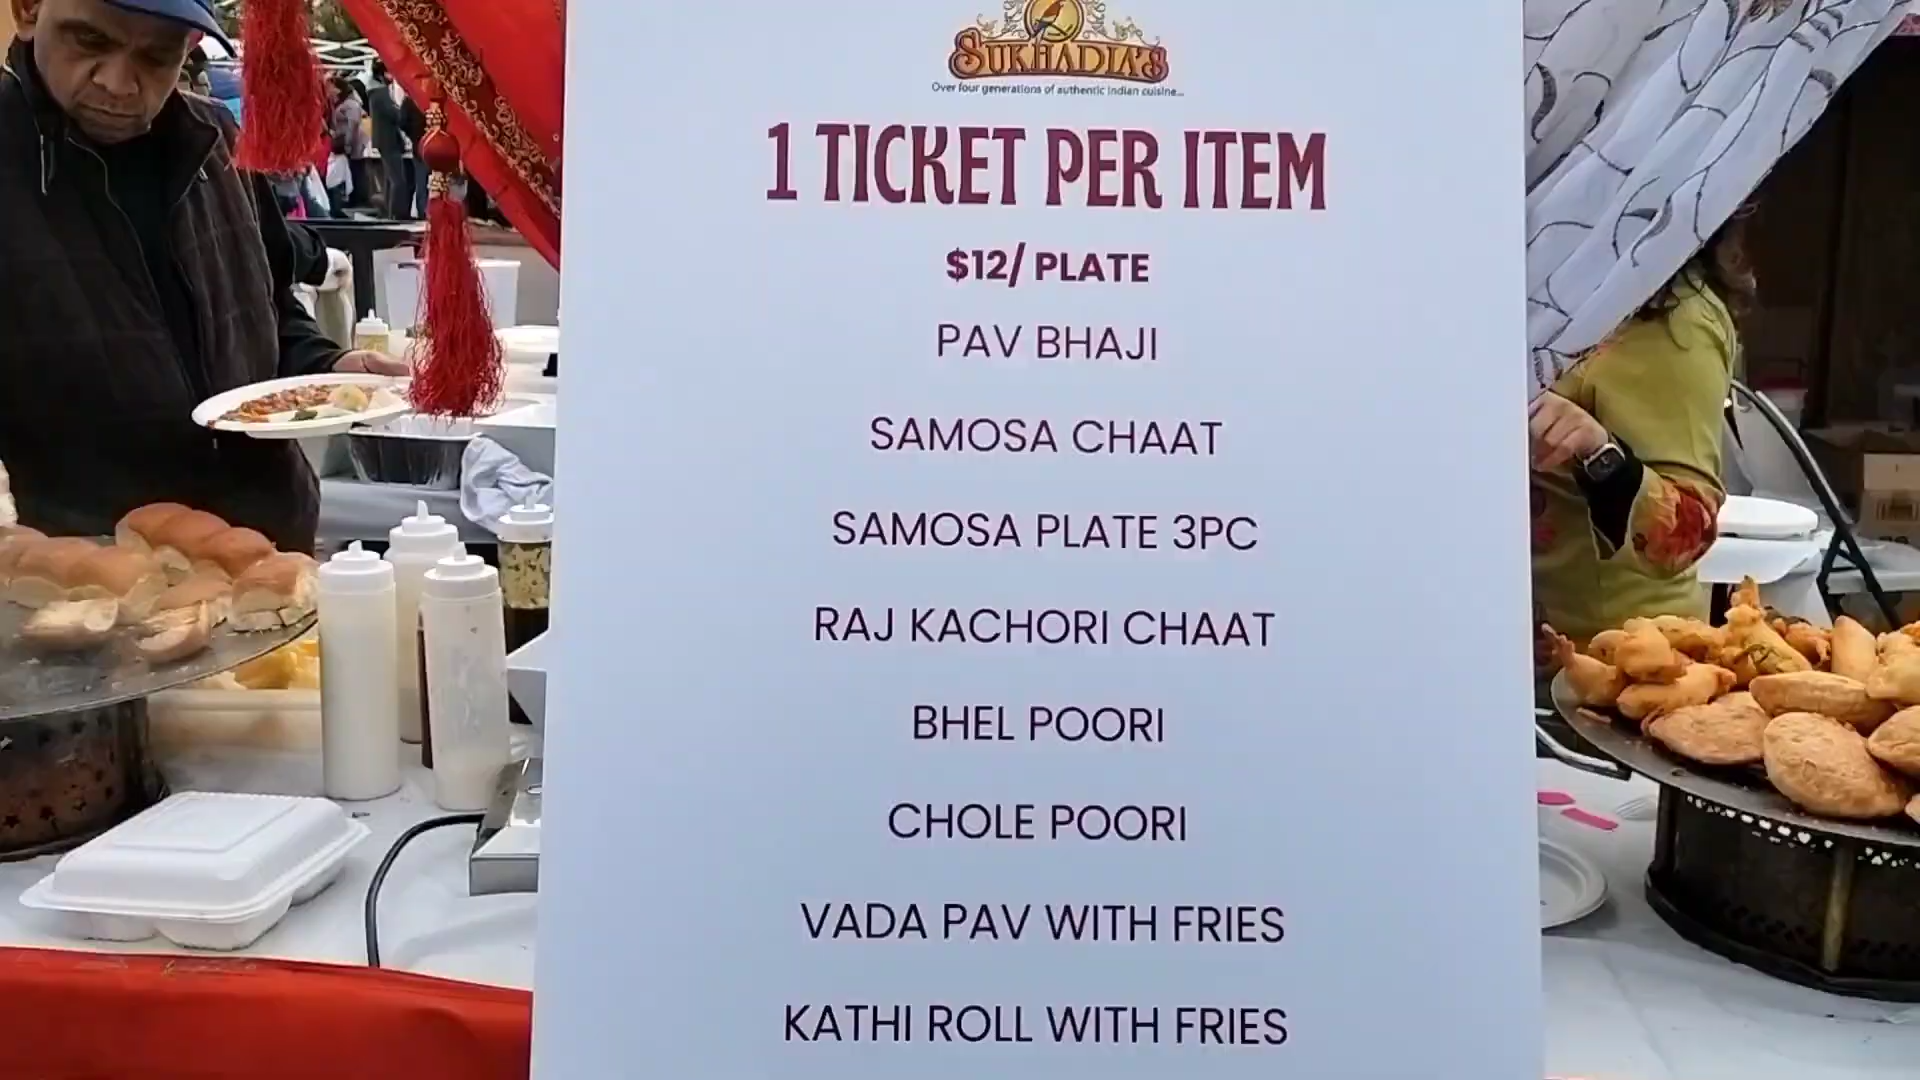 SUKHADIA'S
Over four generations of authentic Indian cuisine...
1 TICKET PER ITEM
$12/ PLATE
PAV BHAJI
SAMOSA CHAAT
SAMOSA PLATE 3PC
RAJ KACHORI CHAAT
BHEL POORI
CHOLE POORI
VADA PAV WITH FRIES
KATHI ROLL WITH FRIES